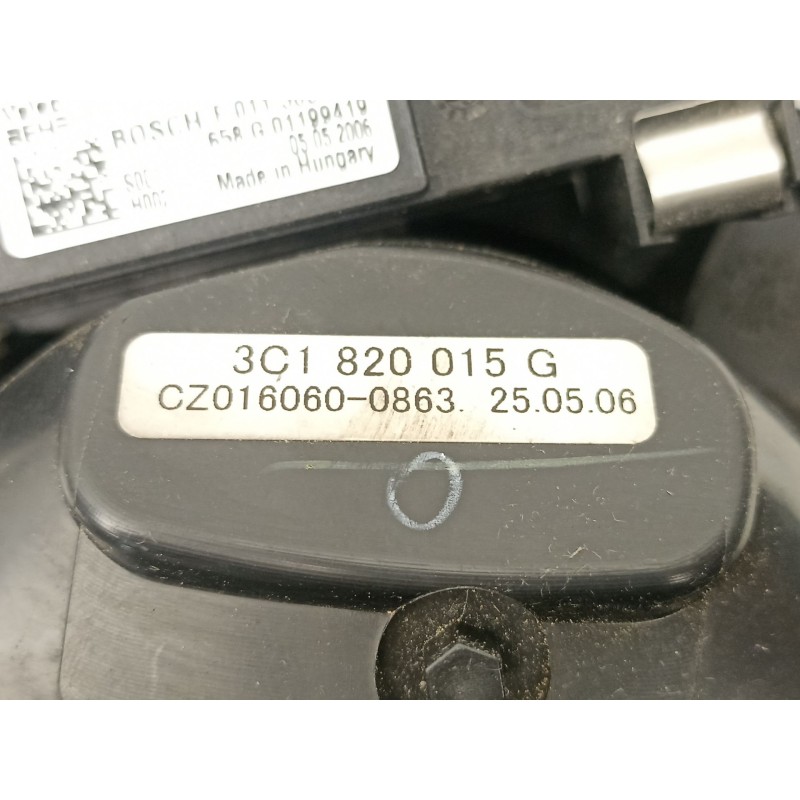 BOSCH
658 G 01199419
05.05.2006
Made in Hungary
3C1 820 015 G
CZ016060-0863. 25.05.06